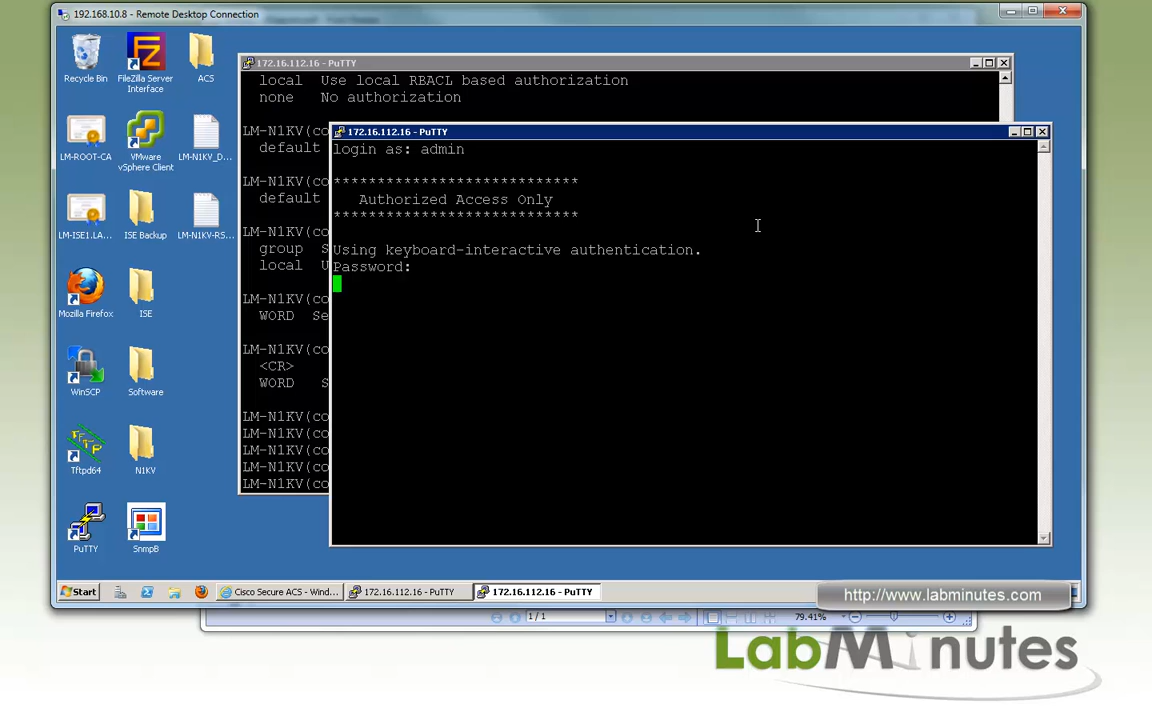 192.168.10.8 - Remote Desktop Connection
Recycle Bin
FileZilla Server
Interface
ACS
LM-ROOT-CA
VMware
vSphere Client
LM-N1KV_D...
LM-ISE1.LA...
ISE Backup
LM-N1KV-RS...
Mozilla Firefox
ISE
WinSCP
Software
Tftpd64
N1KV
PuTTY
SnmpB
172.16.112.16 - PuTTY
local Use local RBACL based authorization
none No authorization
LM-N1KV(co
default
LM-N1KV(co
default
LM-N1KV(co
group S
local U
LM-N1KV(co
WORD Se
LM-N1KV(co
<CR>
WORD S
LM-N1KV(co
LM-N1KV(co
LM-N1KV(co
LM-N1KV(co
LM-N1KV(co
172.16.112.16 - PuTTY
login as: admin
***************************
Authorized Access Only
***************************
Using keyboard-interactive authentication.
Password:
Start
Cisco Secure ACS - Wind...
172.16.112.16 - PuTTY
172.16.112.16 - PuTTY
http://www.labminutes.com
1 / 1
79.41%
LabMinutes